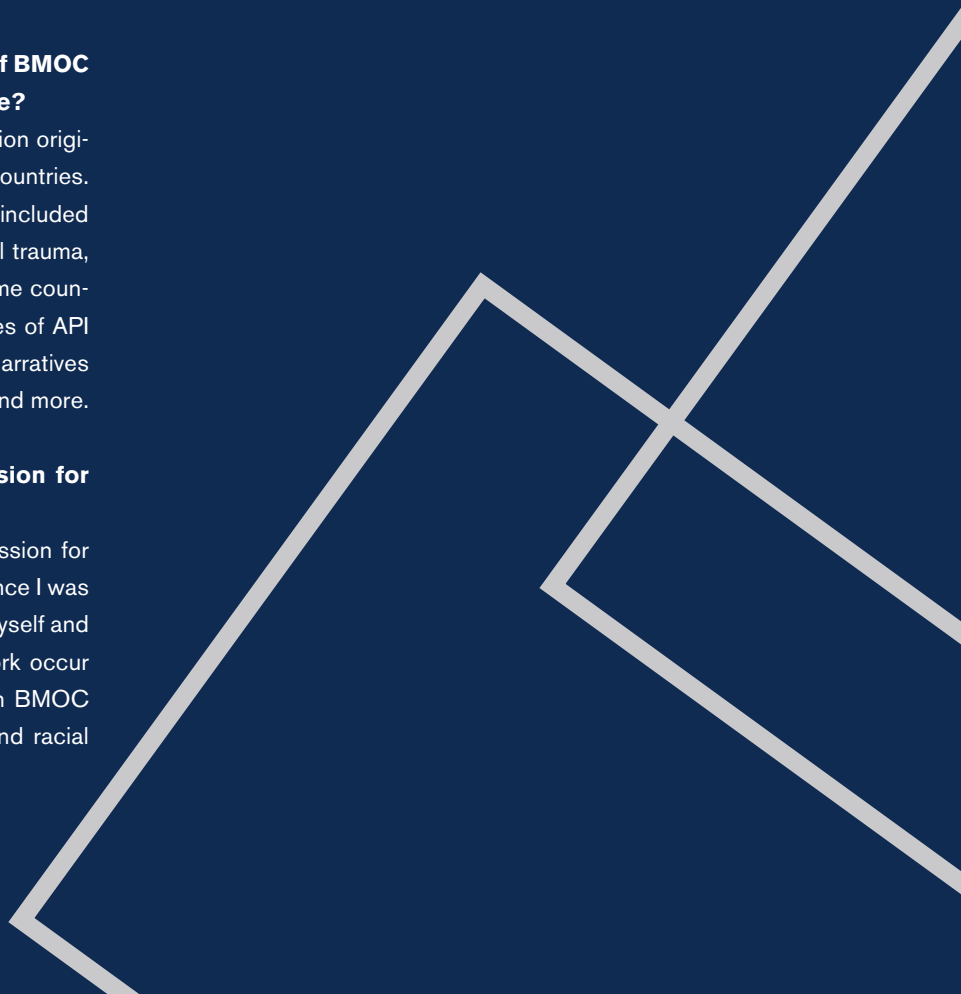 f BMOC
e?
ion origi-
ountries.
included
l trauma,
me coun-
es of API
arratives
nd more.
sion for
ssion for
nce I was
yself and
rk occur
n BMOC
nd racial